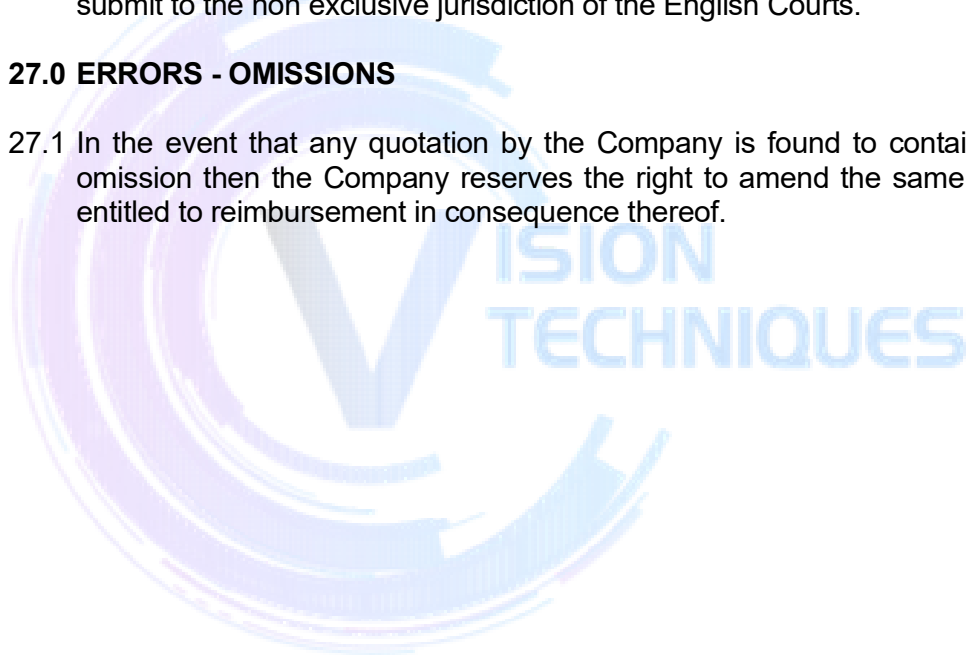 submit to the non exclusive jurisdiction of the English Courts.
27.0 ERRORS - OMISSIONS
27.1 In the event that any quotation by the Company is found to contai
omission then the Company reserves the right to amend the same
entitled to reimbursement in consequence thereof.
VISION
TECHNIQUES